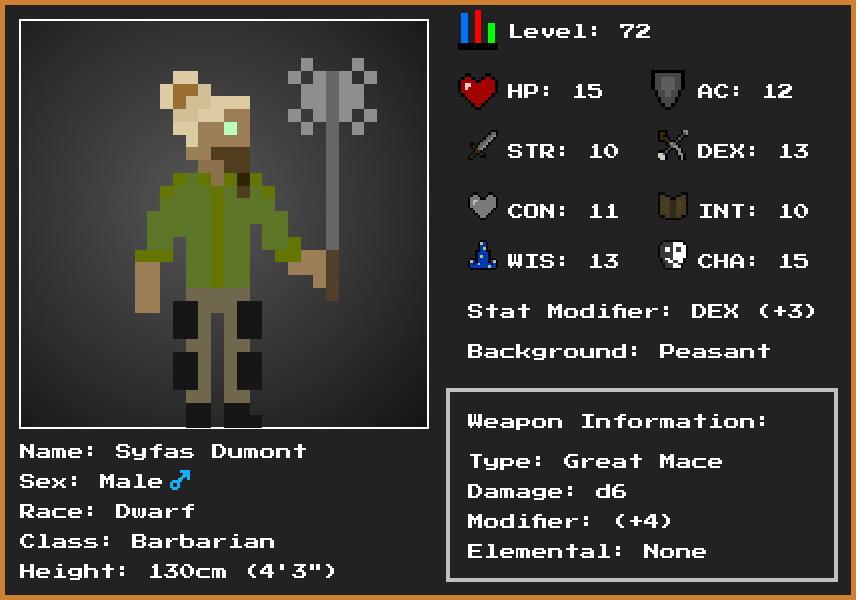 Level: 72
HP: 15
AC: 12
STR: 10
DEX: 13
CON: 11
INT: 10
WIS: 13
CHA: 15
Stat Modifier: DEX (+3)
Background: Peasant
Weapon Information:
Type: Great Mace
Damage: d6
Modifier: (+4)
Elemental: None
Name: Syfas Dumont
Sex: Male ♂
Race: Dwarf
Class: Barbarian
Height: 130cm (4'3")